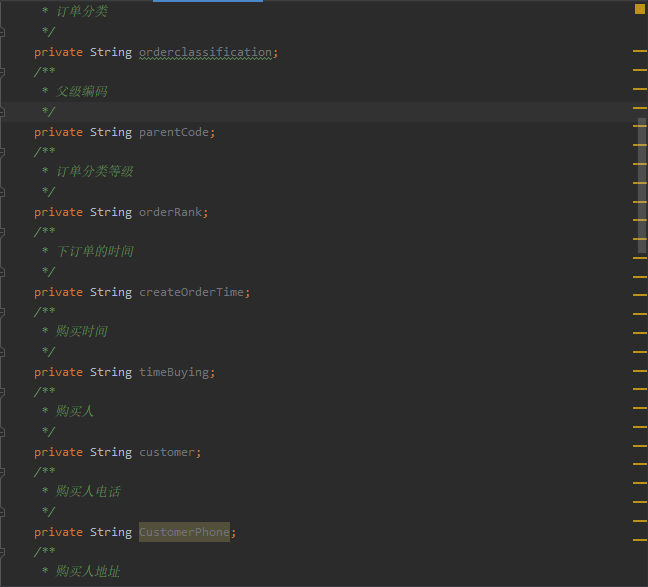 * 订单分类
*/
private String orderclassification;
/**
* 父级编码
*/
private String parentCode;
/**
* 订单分类等级
*/
private String orderRank;
/**
* 下订单的时间
*/
private String createOrderTime;
/**
* 购买时间
*/
private String timeBuying;
/**
* 购买人
*/
private String customer;
/**
* 购买人电话
*/
private String CustomerPhone;
/**
* 购买人地址